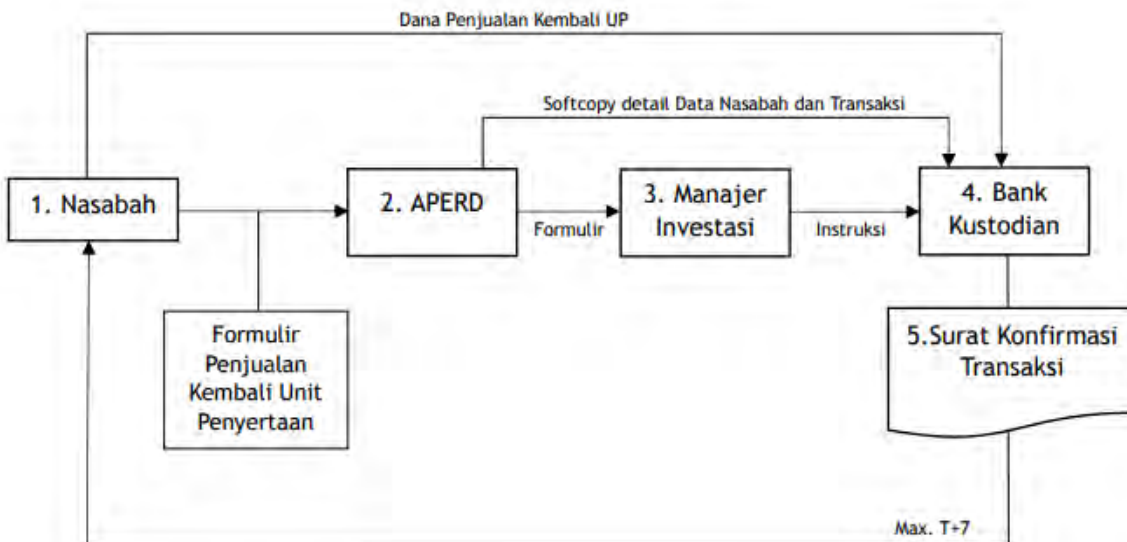 Dana Penjualan Kembali UP
Softcopy detail Data Nasabah dan Transaksi
1. Nasabah
2. APERD
Formulir
3. Manajer
Investasi
Instruksi
4. Bank
Kustodian
Formulir
Penjualan
Kembali Unit
Penyertaan
5.Surat Konfirmasi
Transaksi
Max. T+7